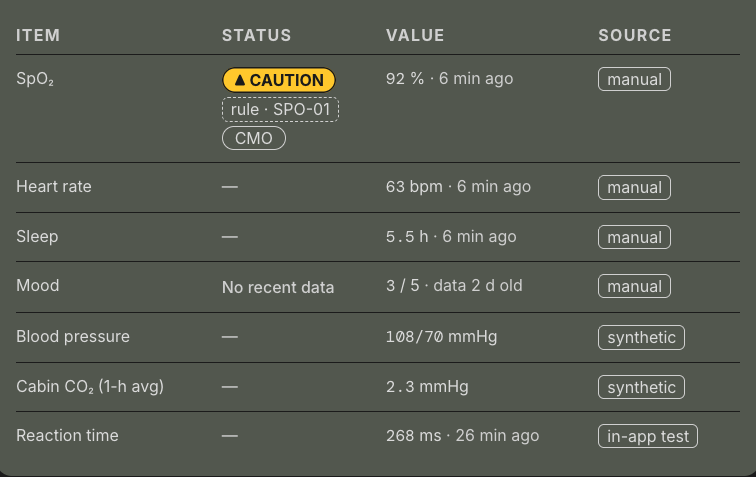 ITEM STATUS VALUE SOURCE
SpO₂ ▲ CAUTION 92 % · 6 min ago manual
rule · SPO-01
CMO
Heart rate — 63 bpm · 6 min ago manual
Sleep — 5.5 h · 6 min ago manual
Mood No recent data 3 / 5 · data 2 d old manual
Blood pressure — 108/70 mmHg synthetic
Cabin CO₂ (1-h avg) — 2.3 mmHg synthetic
Reaction time — 268 ms · 26 min ago in-app test